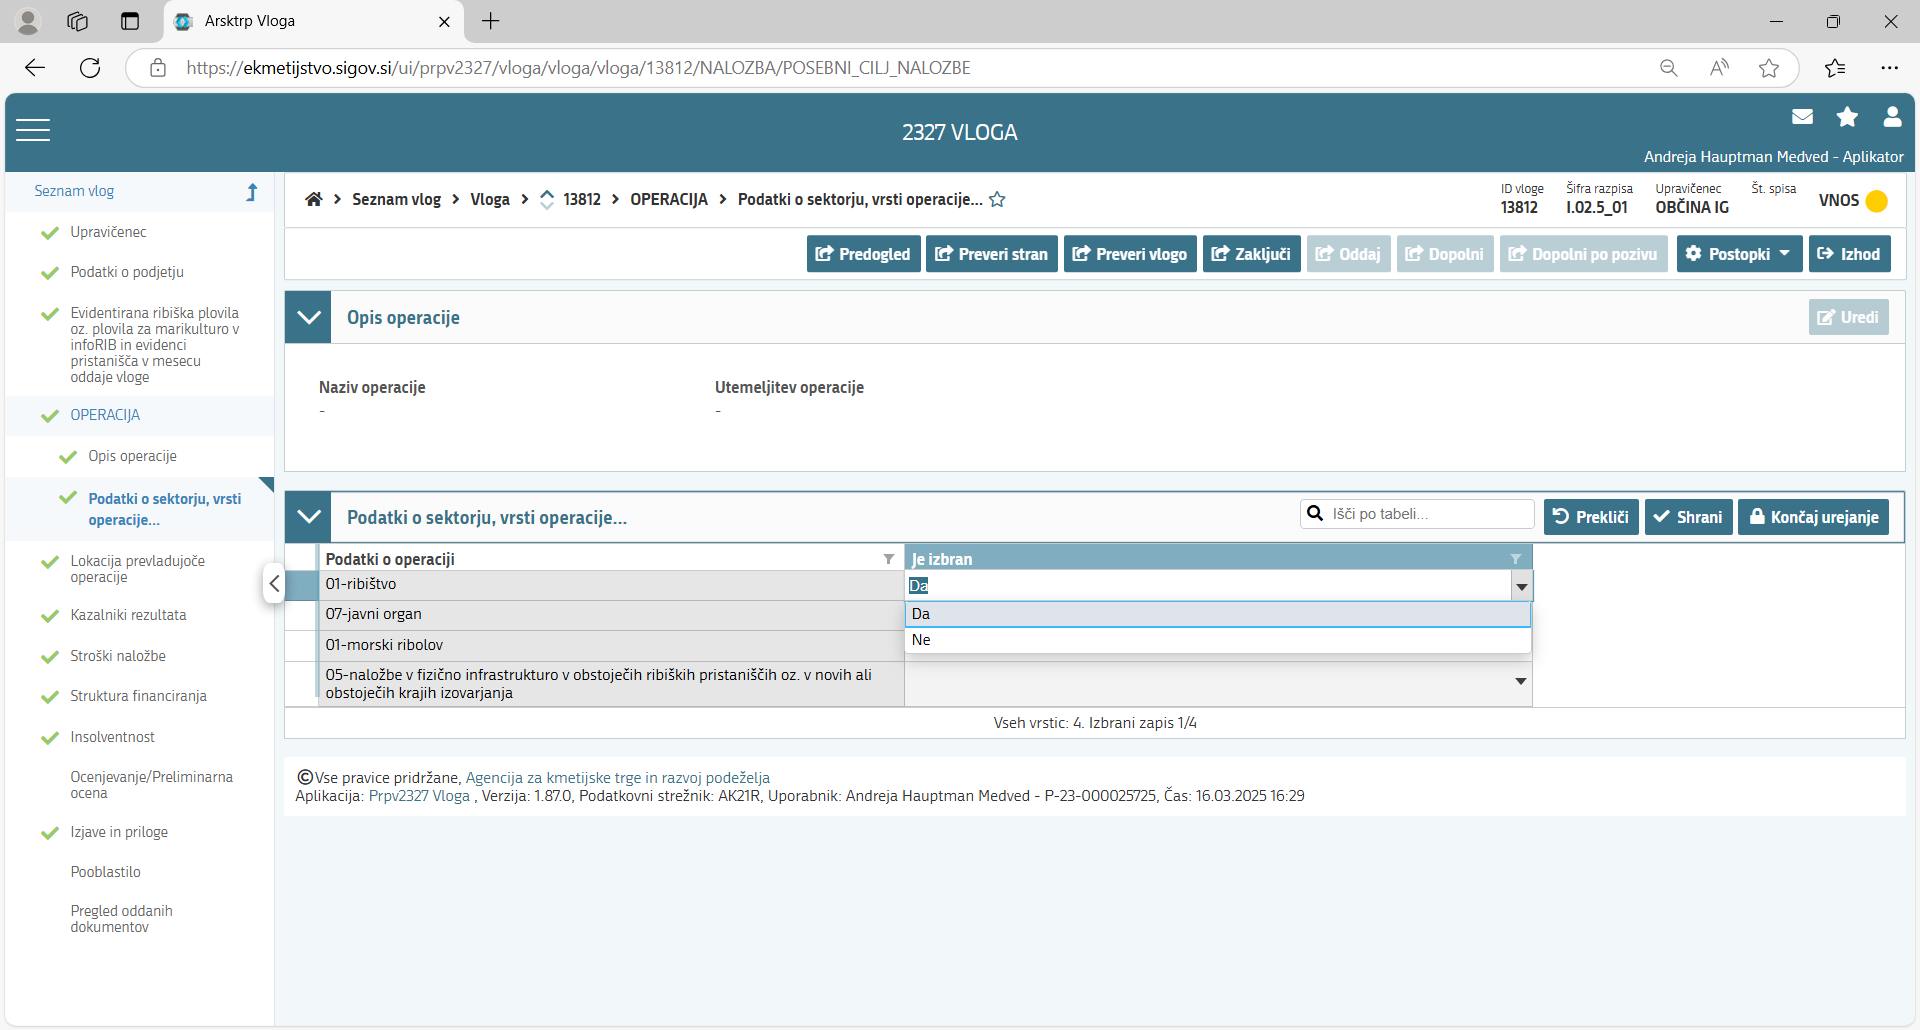 Arsktrp Vloga
https://ekmetijstvo.sigov.si/ui/prpv2327/vloga/vloga/vloga/13812/NALOZBA/POSEBNI_CILJ_NALOZBE
2327 VLOGA
Andreja Hauptman Medved - Aplikator
Seznam vlog
Upravičenec
Podatki o podjetju
Evidentirana ribiška plovila
oz. plovila za marikulturo v
infoRIB in evidenci
pristanišča v mesecu
oddaje vloge
OPERACIJA
Opis operacije
Podatki o sektorju, vrsti
operacije...
Lokacija prevladujoče
operacije
Kazalniki rezultata
Stroški naložbe
Struktura financiranja
Insolventnost
Ocenjevanje/Preliminarna
ocena
Izjave in priloge
Pooblastilo
Pregled oddanih
dokumentov
Seznam vlog > Vloga > 13812 > OPERACIJA > Podatki o sektorju, vrsti operacije...
ID vloge Šifra razpisa Upravičenec Št. spisa
13812 I.02.5_01 OBČINA IG VNOS
Predogled Preveri stran Preveri vlogo Zaključi Oddaj Dopolni Dopolni po pozivu Postopki Izhod
Opis operacije Uredi
Naziv operacije Utemeljitev operacije
- -
Podatki o sektorju, vrsti operacije... Išči po tabeli... Prekliči Shrani Končaj urejanje
Podatki o operaciji Je izbran
01-ribištvo Da
07-javni organ Da
01-morski ribolov Ne
05-naložbe v fizično infrastrukturo v obstoječih ribiških pristaniščih oz. v novih ali
obstoječih krajih izovarjanja
Vseh vrstic: 4. Izbrani zapis 1/4
©Vse pravice pridržane, Agencija za kmetijske trge in razvoj podeželja
Aplikacija: Prpv2327 Vloga , Verzija: 1.87.0, Podatkovni strežnik: AK21R, Uporabnik: Andreja Hauptman Medved - P-23-000025725, Čas: 16.03.2025 16:29